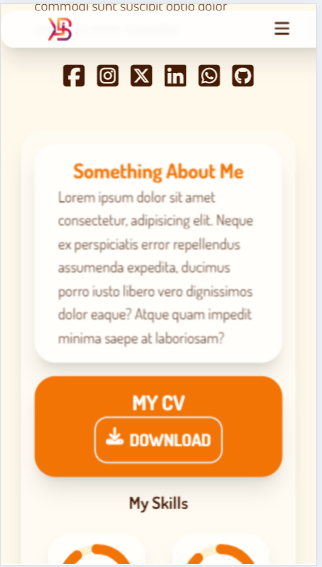 commodi sunt suscipit optio dolor
Something About Me
Lorem ipsum dolor sit amet
consectetur, adipisicing elit. Neque
ex perspiciatis error repellendus
assumenda expedita, ducimus
porro iusto libero vero dignissimos
dolor eaque? Atque quam impedit
minima saepe at laboriosam?
MY CV
DOWNLOAD
My Skills